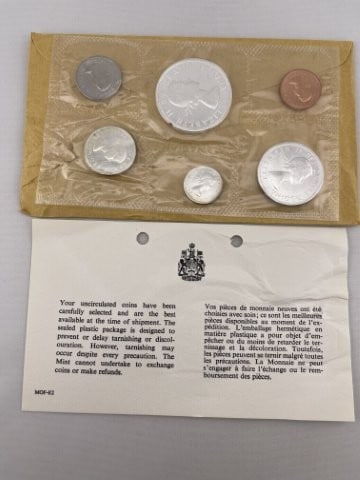 Your uncirculated coins have been
carefully selected and are the best
available at the time of shipment. The
sealed plastic package is designed to
prevent or delay tarnishing or discol-
ouration. However, tarnishing may
occur despite every precaution. The
Mint cannot undertake to exchange
coins or make refunds.
Vos pièces de monnaie neuves ont été
choisies avec soin; ce sont les meilleures
pièces disponibles au moment de l'ex-
pédition. L'emballage hermétique en
matière plastique a pour objet d'em-
pêcher ou du moins de retarder le ter-
nissage et la décoloration. Toutefois,
les pièces peuvent se ternir malgré toutes
les précautions. La Monnaie ne peut
s'engager à faire l'échange ou le rem-
boursement des pièces.
MOF-82